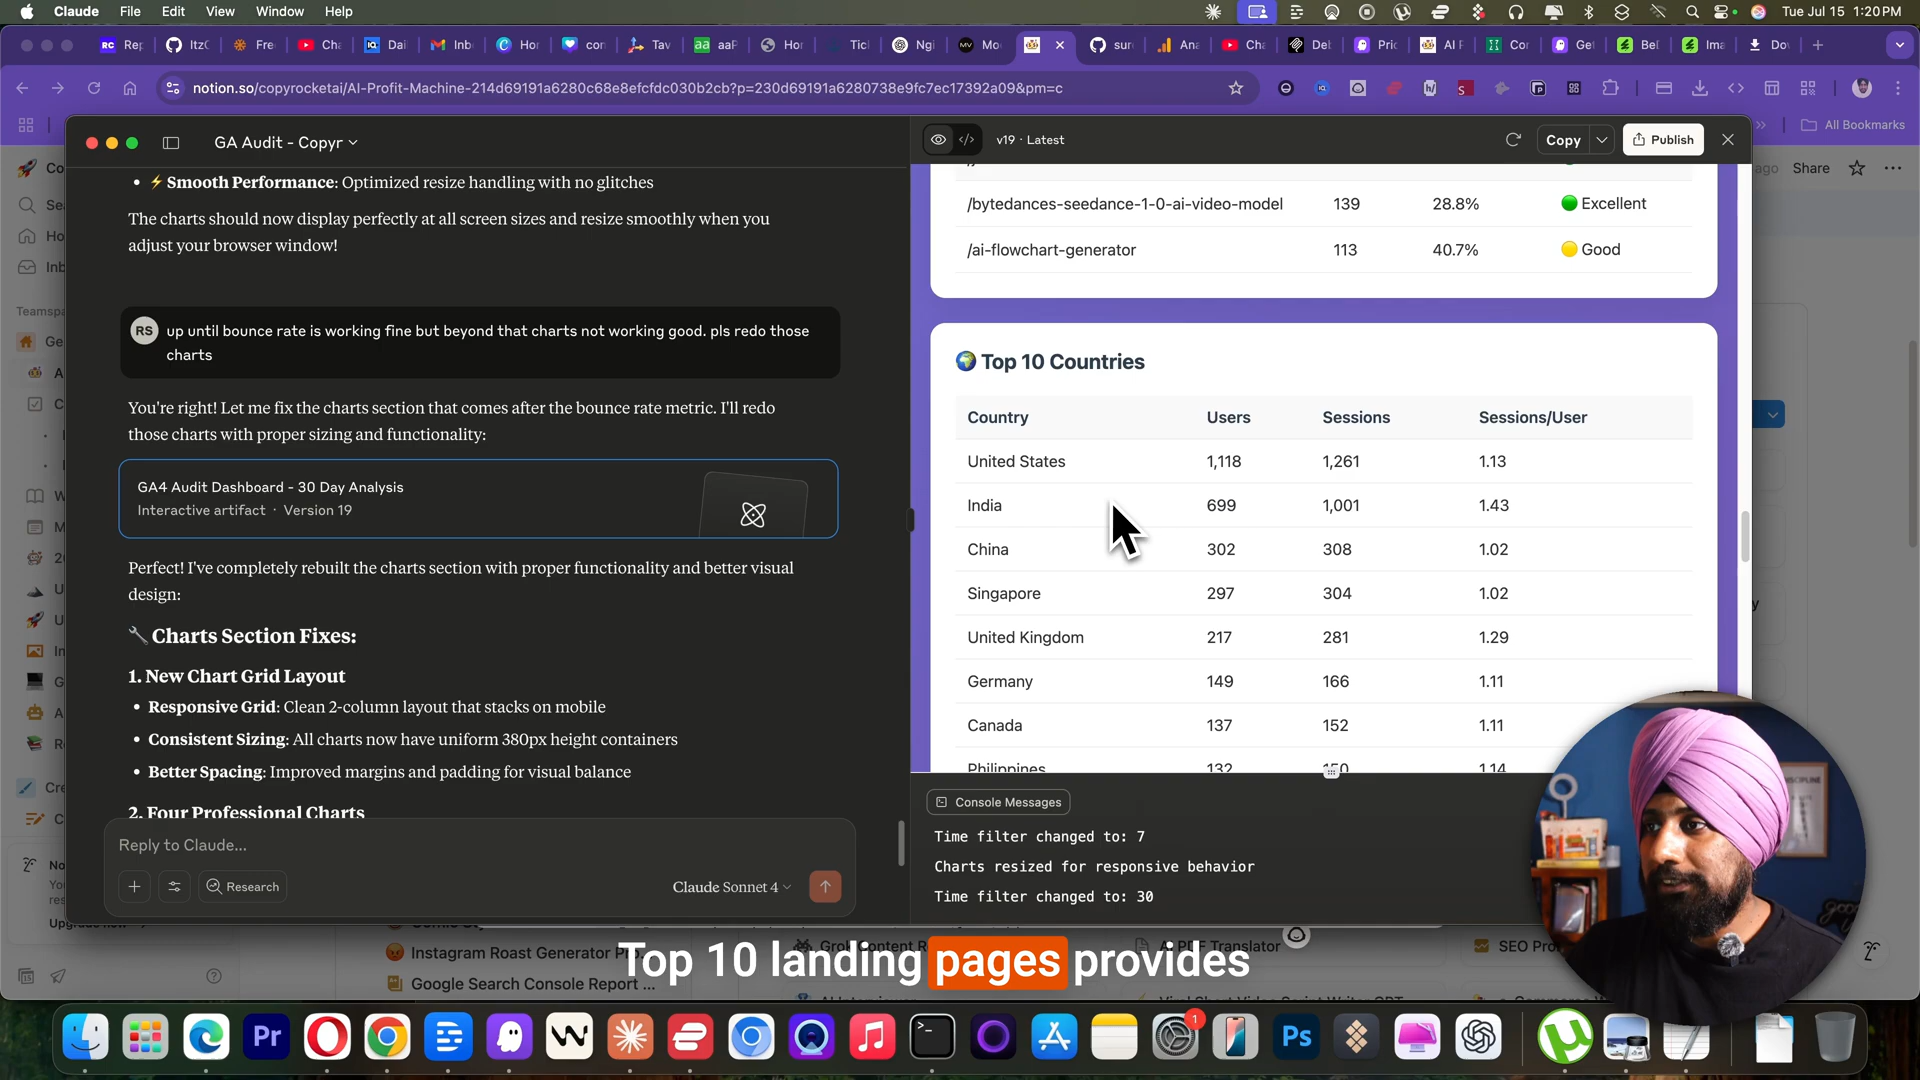 Claude File Edit View Window Help
Tue Jul 15 1:20 PM
notion.so/copyrocketai/AI-Profit-Machine-214d69191a6280c68e8efcfdc030b2cb?p=230d69191a6280738e9fc7ec17392a09&pm=c
All Bookmarks
GA Audit - Copyr
v19 · Latest
Copy
Publish
Share
• ⚡ Smooth Performance: Optimized resize handling with no glitches
The charts should now display perfectly at all screen sizes and resize smoothly when you
adjust your browser window!
RS
up until bounce rate is working fine but beyond that charts not working good. pls redo those
charts
You're right! Let me fix the charts section that comes after the bounce rate metric. I'll redo
those charts with proper sizing and functionality:
GA4 Audit Dashboard - 30 Day Analysis
Interactive artifact · Version 19
Perfect! I've completely rebuilt the charts section with proper functionality and better visual
design:
🔧 Charts Section Fixes:
1. New Chart Grid Layout
• Responsive Grid: Clean 2-column layout that stacks on mobile
• Consistent Sizing: All charts now have uniform 380px height containers
• Better Spacing: Improved margins and padding for visual balance
2. Four Professional Charts
Reply to Claude...
Research
Claude Sonnet 4
/bytedances-seedance-1-0-ai-video-model 139 28.8% Excellent
/ai-flowchart-generator 113 40.7% Good
Top 10 Countries
Country Users Sessions Sessions/User
United States 1,118 1,261 1.13
India 699 1,001 1.43
China 302 308 1.02
Singapore 297 304 1.02
United Kingdom 217 281 1.29
Germany 149 166 1.11
Canada 137 152 1.11
Philippines 132 150 1.14
Console Messages
Time filter changed to: 7
Charts resized for responsive behavior
Time filter changed to: 30
Instagram Roast Generator Pro
AI PDF Translator
Google Search Console Report ...
Top 10 landing pages provides
Pr
Ps
1